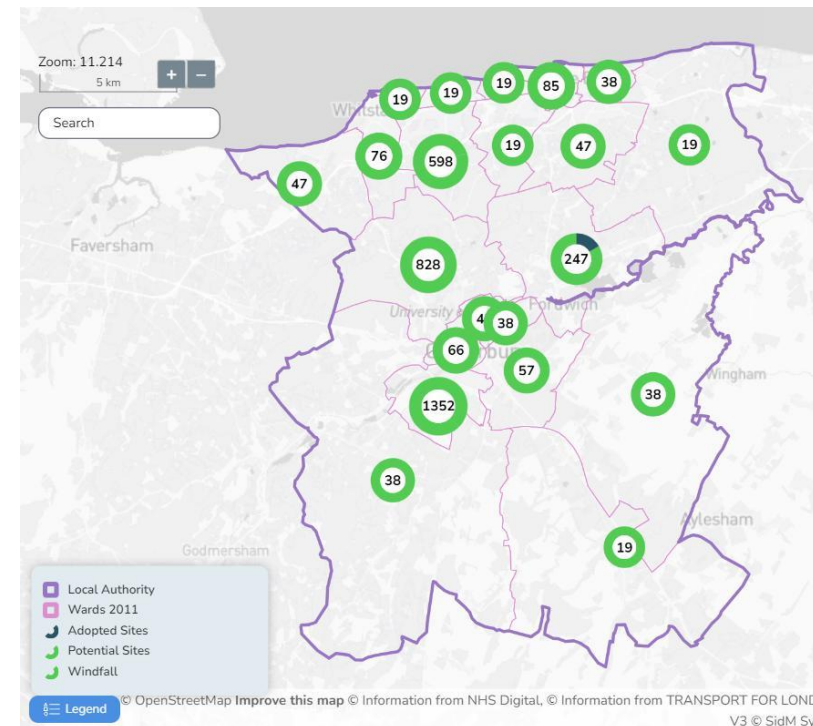 Zoom: 11.214
5 km
+
−
Search
19
19
19
85
38
76
598
19
47
19
47
Faversham
828
247
University
Fordwich
4
38
66
57
Wingham
38
1352
38
Aylesham
Godmersham
19
Local Authority
Wards 2011
Adopted Sites
Potential Sites
Windfall
Legend
© OpenStreetMap Improve this map © Information from NHS Digital, © Information from TRANSPORT FOR LOND
V3 © SidM Sy